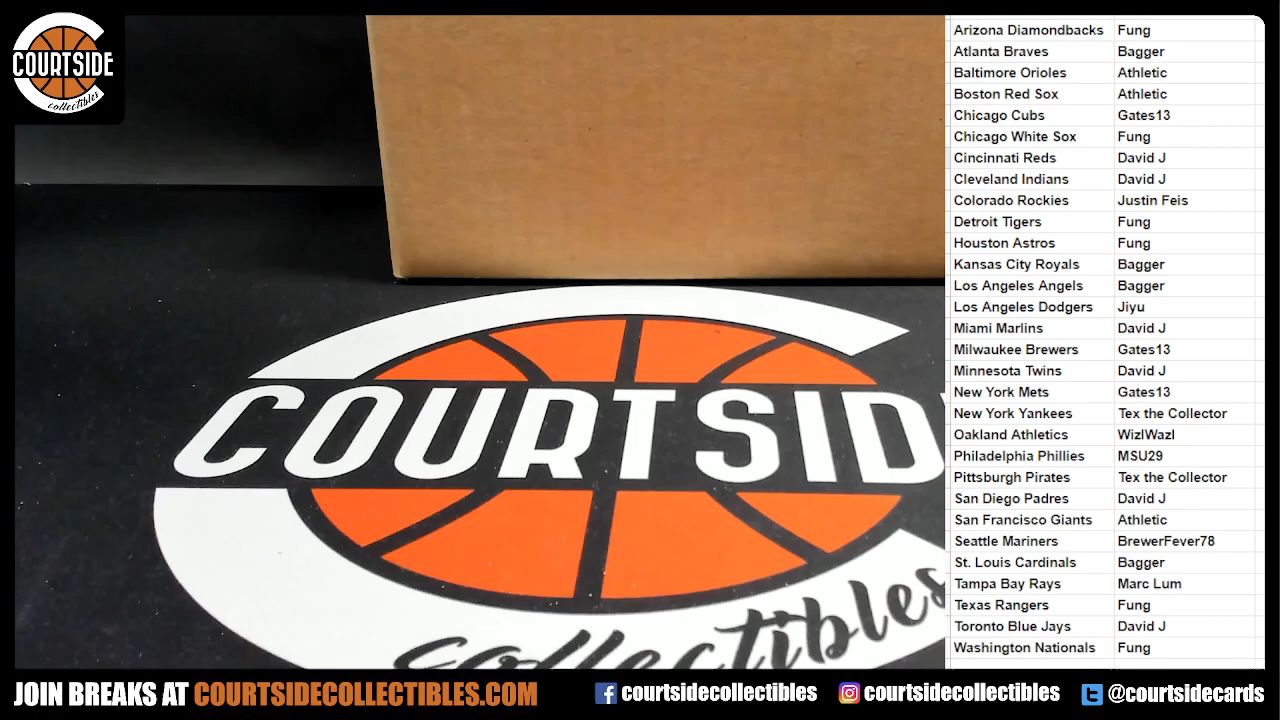 COURTSIDE
collectibles
Arizona Diamondbacks Fung
Atlanta Braves Bagger
Baltimore Orioles Athletic
Boston Red Sox Athletic
Chicago Cubs Gates13
Chicago White Sox Fung
Cincinnati Reds David J
Cleveland Indians David J
Colorado Rockies Justin Feis
Detroit Tigers Fung
Houston Astros Fung
Kansas City Royals Bagger
Los Angeles Angels Bagger
Los Angeles Dodgers Jiyu
Miami Marlins David J
Milwaukee Brewers Gates13
Minnesota Twins David J
New York Mets Gates13
New York Yankees Tex the Collector
Oakland Athletics WizlWazl
Philadelphia Phillies MSU29
Pittsburgh Pirates Tex the Collector
San Diego Padres David J
San Francisco Giants Athletic
Seattle Mariners BrewerFever78
St. Louis Cardinals Bagger
Tampa Bay Rays Marc Lum
Texas Rangers Fung
Toronto Blue Jays David J
Washington Nationals Fung
COURTSID
collectibles
JOIN BREAKS AT COURTSIDECOLLECTIBLES.COM
courtsidecollectibles
courtsidecollectibles
@courtsidecards